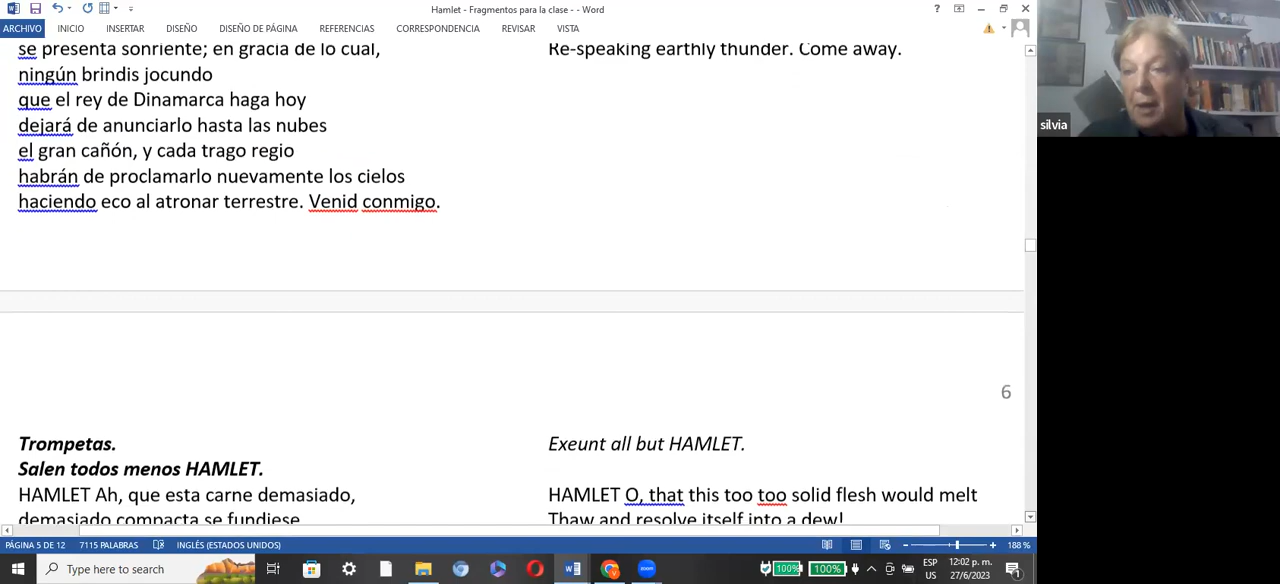 Hamlet - Fragmentos para la clase - - Word
ARCHIVO INICIO INSERTAR DISEÑO DISEÑO DE PÁGINA REFERENCIAS CORRESPONDENCIA REVISAR VISTA
se presenta sonriente; en gracia de lo cual,
ningún brindis jocundo
que el rey de Dinamarca haga hoy
dejará de anunciarlo hasta las nubes
el gran cañón, y cada trago regio
habrán de proclamarlo nuevamente los cielos
haciendo eco al atronar terrestre. Venid conmigo.
Re-speaking earthly thunder. Come away.
silvia
6
Trompetas.
Salen todos menos HAMLET.
HAMLET Ah, que esta carne demasiado,
demasiado compacta se fundiese
Exeunt all but HAMLET.
HAMLET O, that this too too solid flesh would melt
Thaw and resolve itself into a dew!
PÁGINA 5 DE 12 7115 PALABRAS INGLÉS (ESTADOS UNIDOS) 188 %
Type here to search
zoom
100% 100%
ESP
US
12:02 p. m.
27/6/2023
1